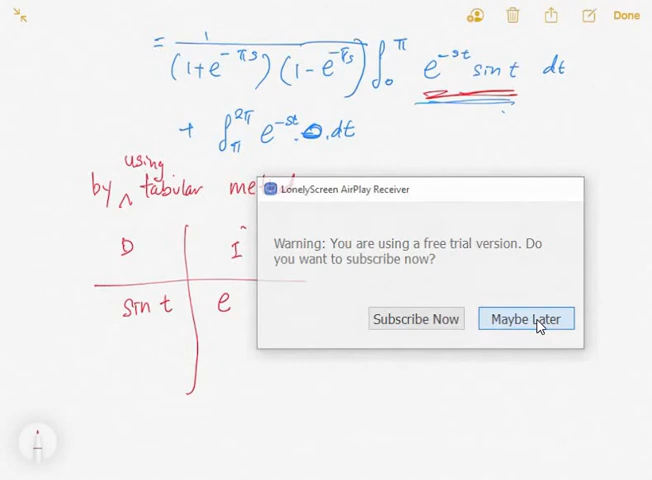 Done
= 1 / (1+e^-πs) (1-e^-πs) ∫₀^π e^-st sin t dt
+ ∫_π^2π e^-st · 0 · dt
using
by ^ tabular
LonelyScreen AirPlay Receiver
Warning: You are using a free trial version. Do
you want to subscribe now?
Subscribe Now Maybe Later
D I
sin t e